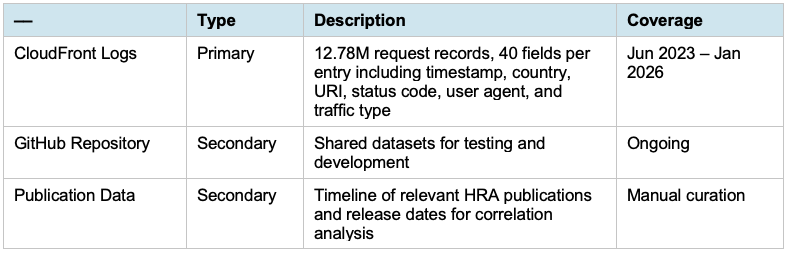 — Type Description Coverage
CloudFront Logs Primary 12.78M request records, 40 fields per Jun 2023 – Jan
entry including timestamp, country, 2026
URI, status code, user agent, and
traffic type
GitHub Repository Secondary Shared datasets for testing and Ongoing
development
Publication Data Secondary Timeline of relevant HRA publications Manual curation
and release dates for correlation
analysis